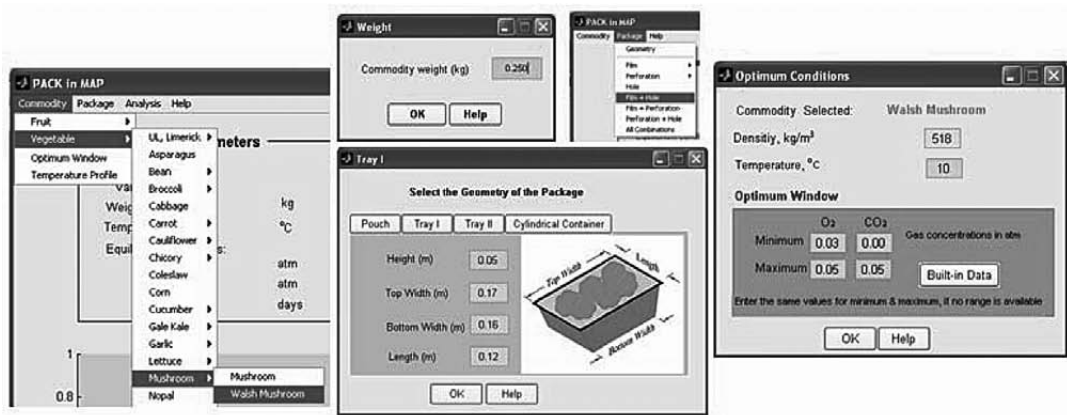 PACK in MAP
Commodity Package Analysis Help
Fruit
Vegetable
Optimum Window
Temperature Profile
meters
Weig
kg
Temp
°C
Equil
s:
atm
atm
days
1
0.8
UL, Limerick
Asparagus
Bean
Broccoli
Cabbage
Carrot
Cauliflower
Chicory
Coleslaw
Corn
Cucumber
Gale Kale
Garlic
Lettuce
Mushroom
Nopal
Mushroom
Walsh Mushroom
Weight
Commodity weight (kg) 0.250
OK Help
PACK in MAP
Commodity Package Help
Geometry
Film
Perforation
Hole
Film + Hole
Film + Perforation
Perforation + Hole
All Combinations
Tray I
Select the Geometry of the Package
Pouch Tray I Tray II Cylindrical Container
Height (m) 0.05
Top Width (m) 0.17
Bottom Width (m) 0.16
Length (m) 0.12
Top Width
Length
Bottom Width
OK Help
Optimum Conditions
Commodity Selected: Walsh Mushroom
Densitiy, kg/m³ 518
Temperature, °C 10
Optimum Window
O₂ CO₂
Minimum 0.03 0.00 Gas concentrations in atm
Maximum 0.05 0.05 Built-in Data
Enter the same values for minimum & maximum, if no range is available
OK Help